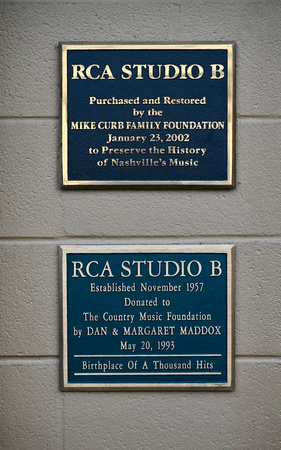 RCA STUDIO B
Purchased and Restored
by the
MIKE CURB FAMILY FOUNDATION
January 23, 2002
to Preserve the History
of Nashville's Music
RCA STUDIO B
Established November 1957
Donated to
The Country Music Foundation
by DAN & MARGARET MADDOX
May 20, 1993
Birthplace Of A Thousand Hits